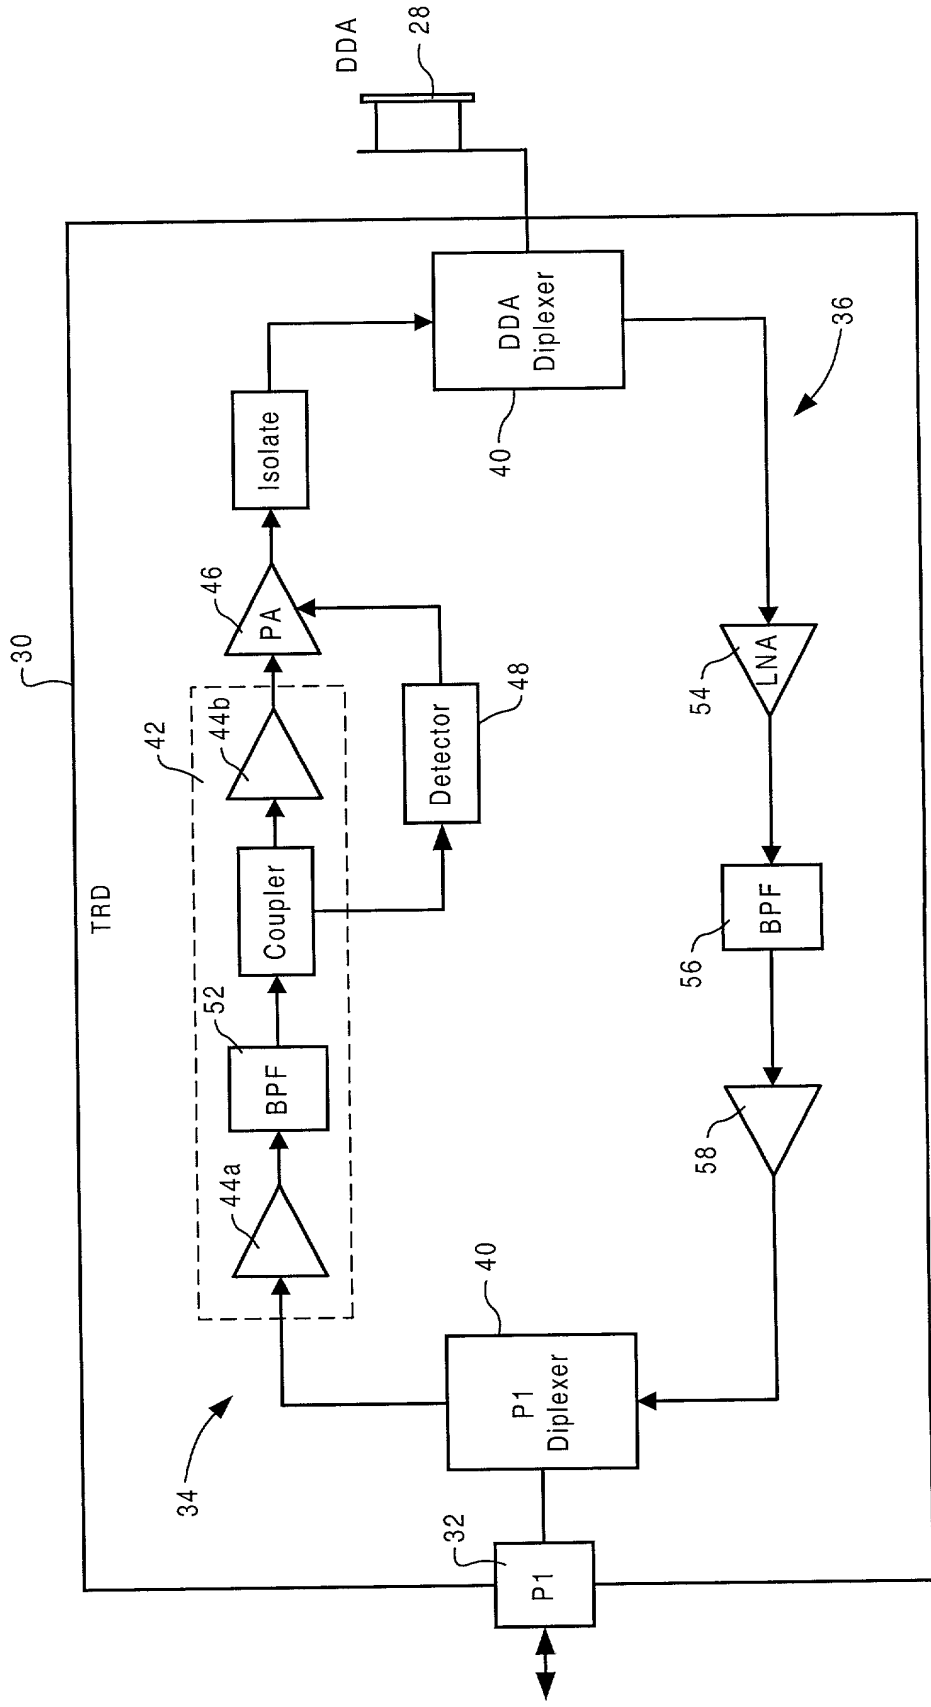 30
TRD
DDA
28
34
44a
52
BPF
Coupler
42
44b
46
PA
Isolate
Detector
48
P1
32
P1
Diplexer
40
DDA
Diplexer
40
36
58
56
BPF
54
LNA